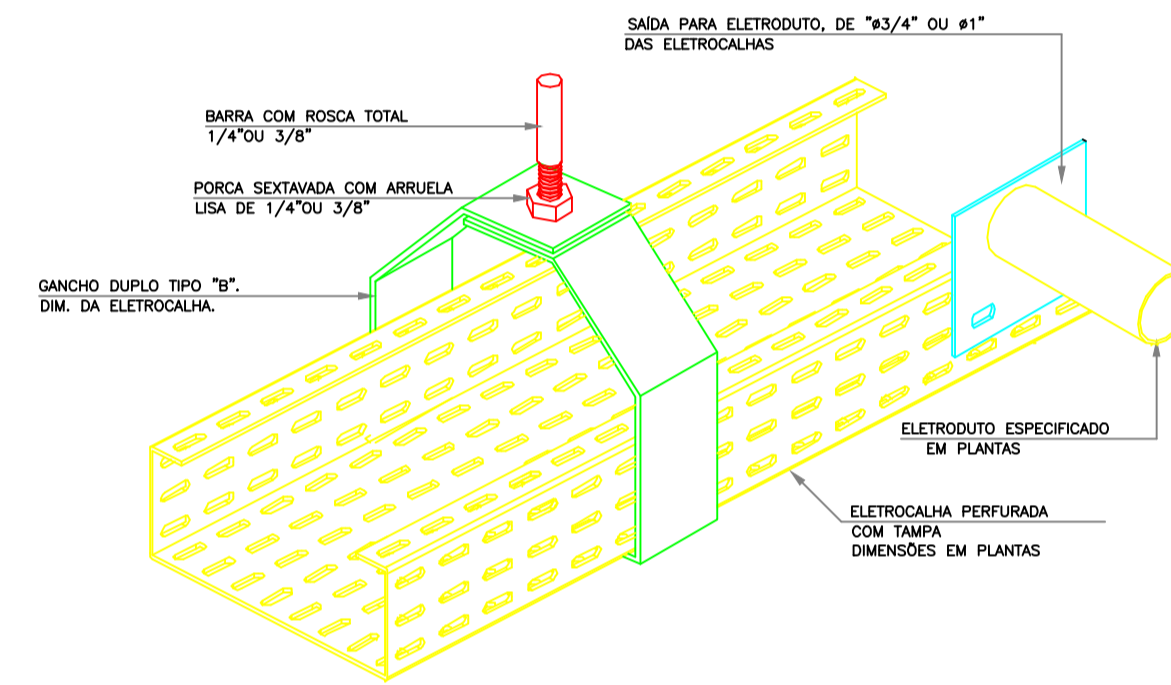 SAÍDA PARA ELETRODUTO, DE "ø3/4" OU ø1"
DAS ELETROCALHAS
BARRA COM ROSCA TOTAL
1/4"OU 3/8"
PORCA SEXTAVADA COM ARRUELA
LISA DE 1/4"OU 3/8"
GANCHO DUPLO TIPO "B".
DIM. DA ELETROCALHA.
ELETRODUTO ESPECIFICADO
EM PLANTAS
ELETROCALHA PERFURADA
COM TAMPA
DIMENSÕES EM PLANTAS